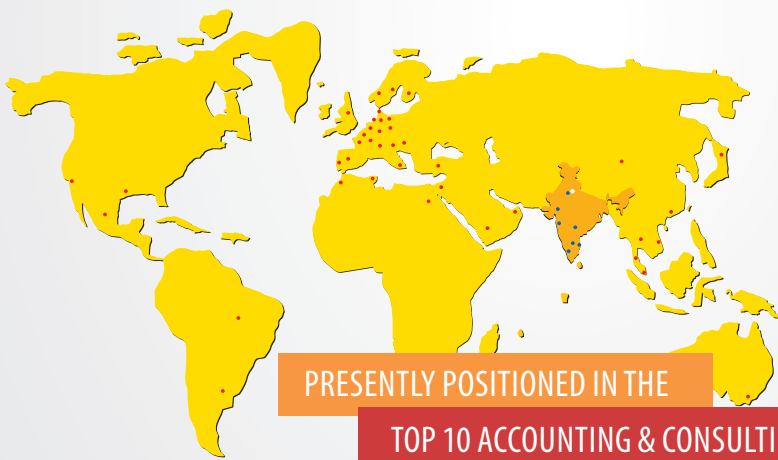 PRESENTLY POSITIONED IN THE
TOP 10 ACCOUNTING & CONSULTI